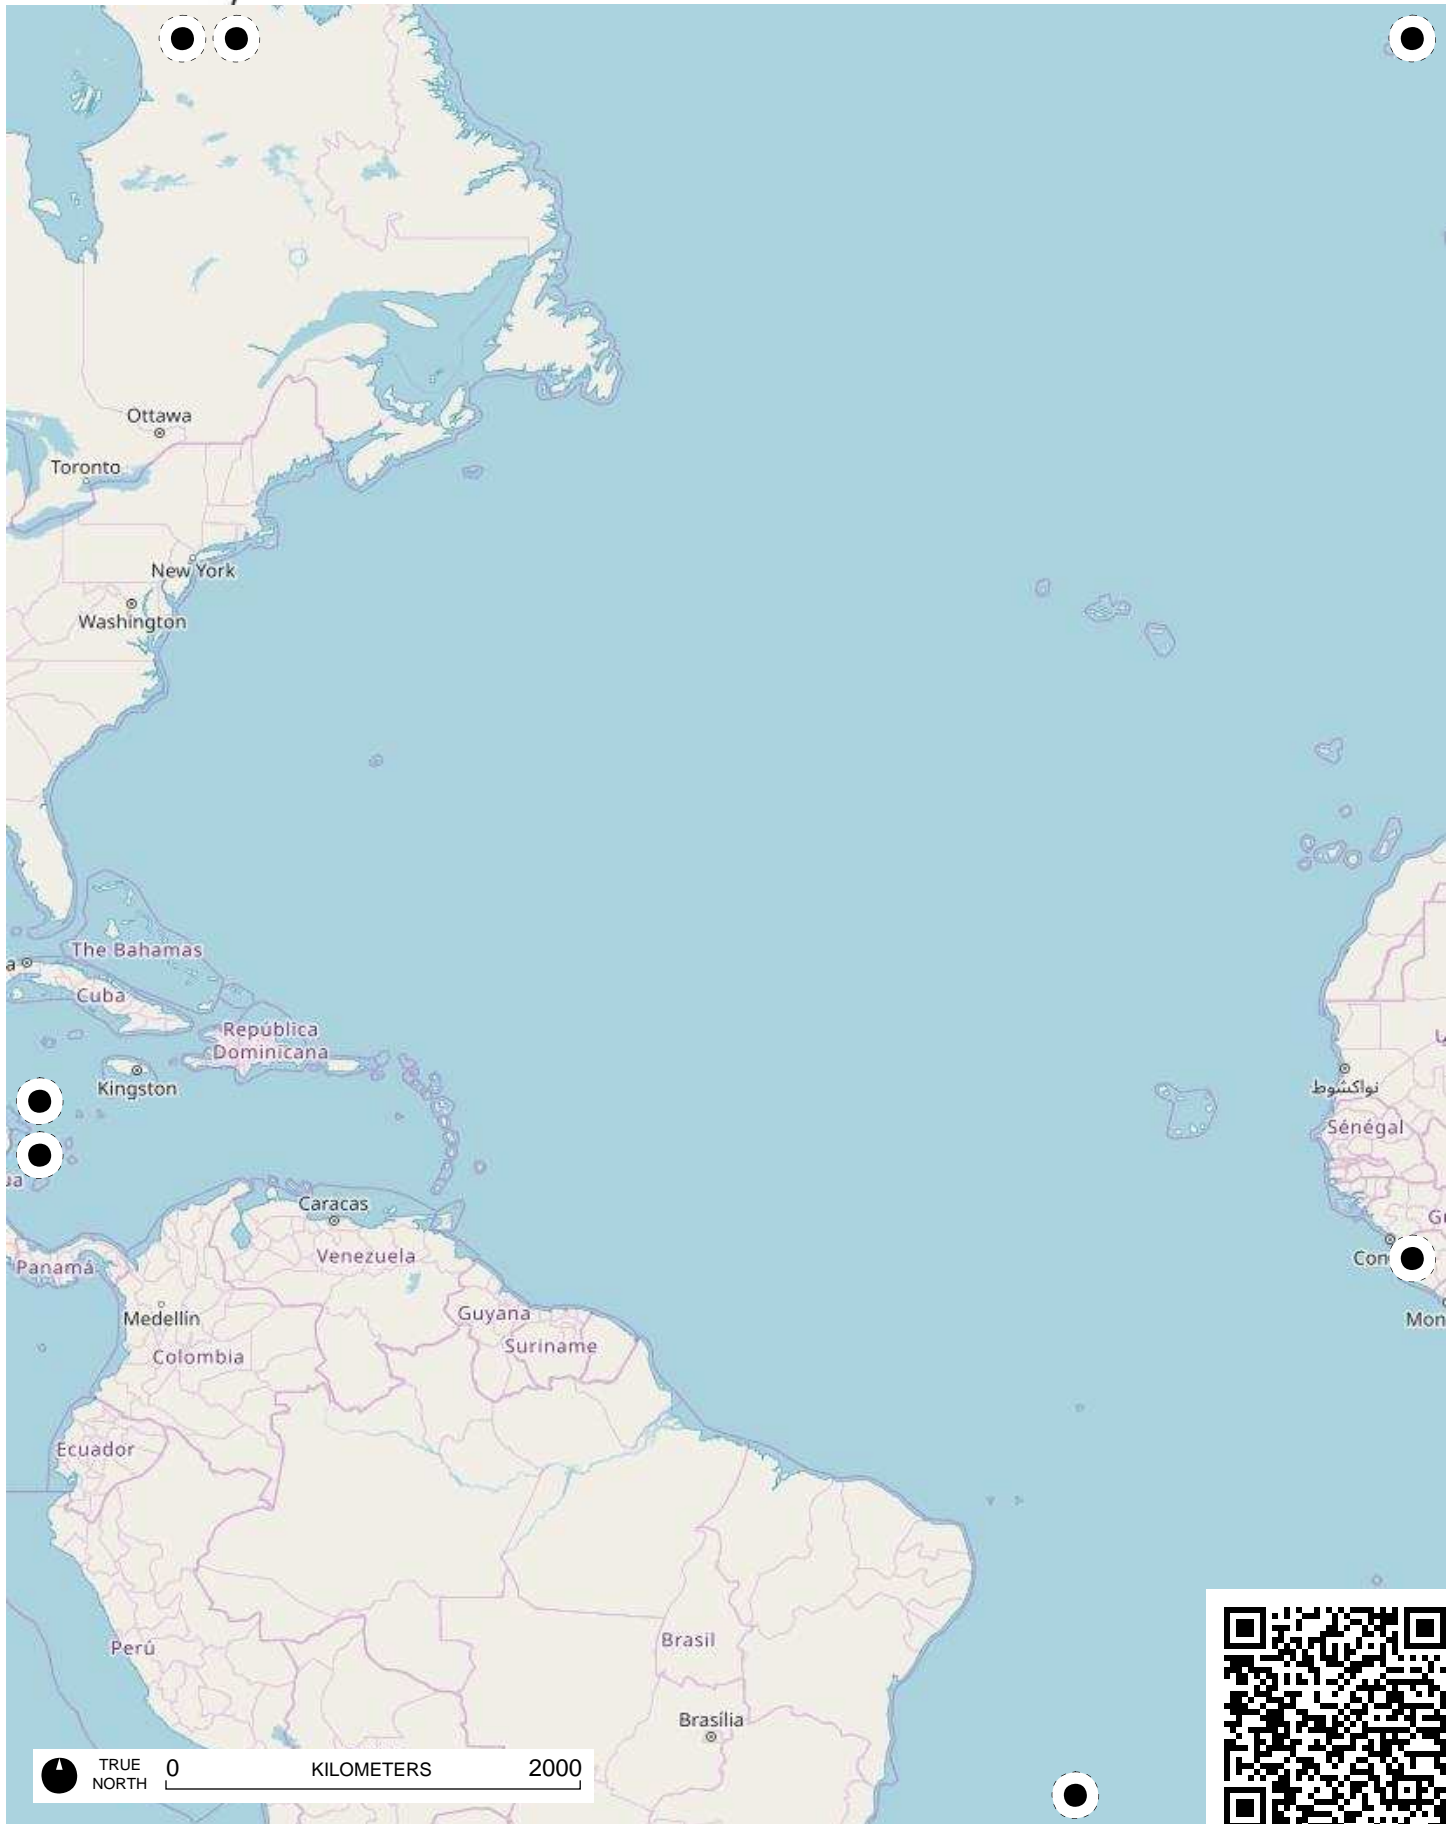 Ottawa
Toronto
New York
Washington
The Bahamas
a
Cuba
República
Dominicana
Kingston
نواكشوط
Sénégal
Caracas
Venezuela
Panamá
Medellín
Guyana
Suriname
Colombia
Ecuador
Con
Mon
Perú
Brasil
Brasília
TRUE
NORTH
0 KILOMETERS 2000